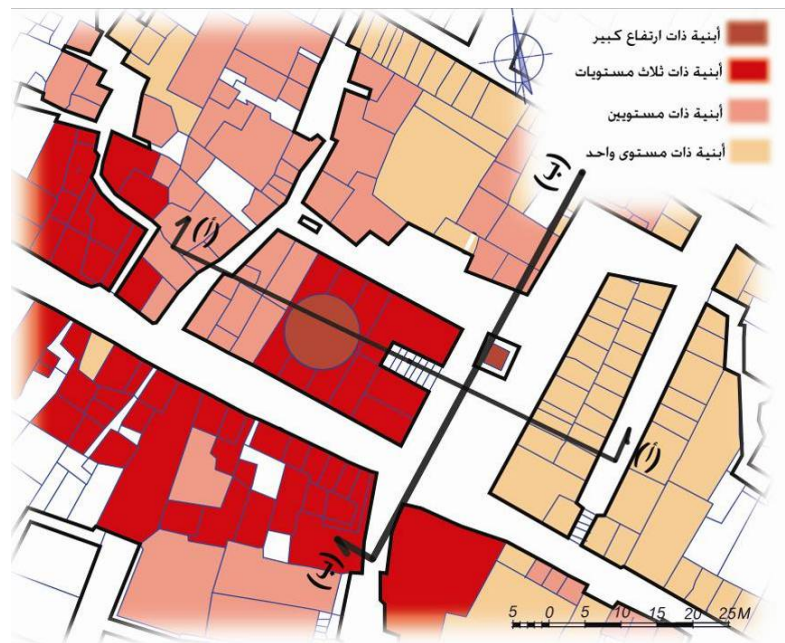 أبنية ذات ارتفاع كبير
أبنية ذات ثلاث مستويات
أبنية ذات مستويين
أبنية ذات مستوى واحد
(ب)
(أ)
(أ)
(ب)
5 0 5 10 15 20 25M